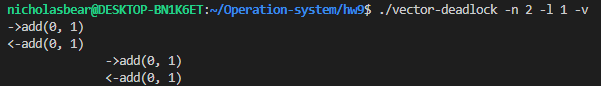 nicholasbear@DESKTOP-BN1K6ET:~/Operation-system/hw9$ ./vector-deadlock -n 2 -l 1 -v
->add(0, 1)
<-add(0, 1)
              ->add(0, 1)
              <-add(0, 1)